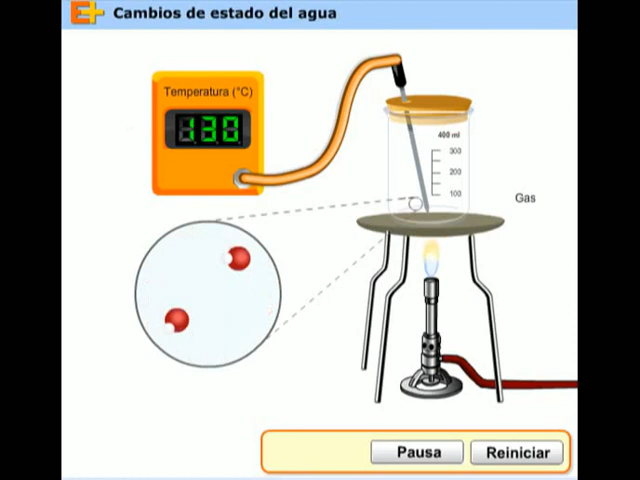 E+ Cambios de estado del agua
Temperatura (°C)
130
400 ml
300
200
100
Gas
Pausa
Reiniciar